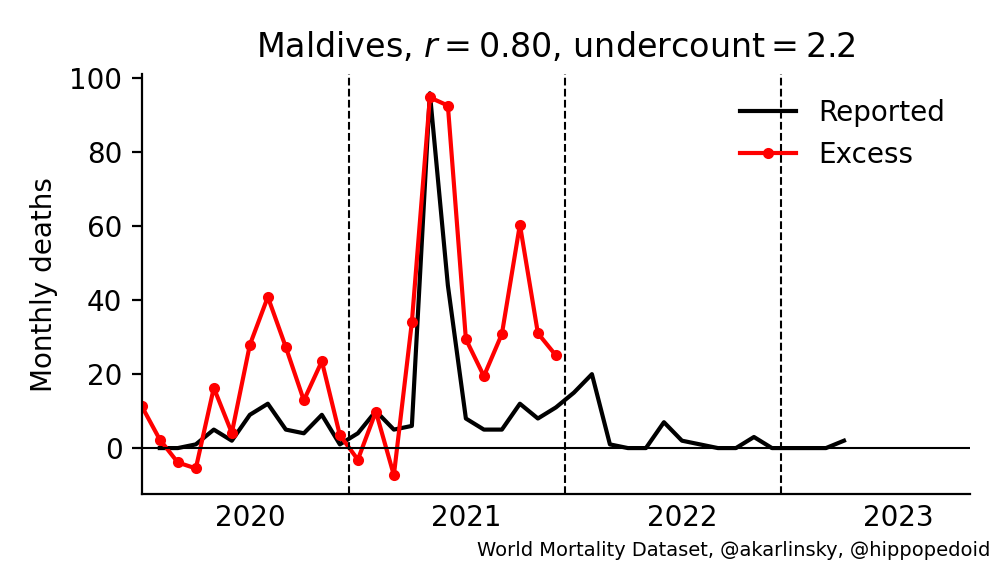 Maldives, r = 0.80, undercount = 2.2
Monthly deaths
100
80
60
40
20
0
Reported
Excess
2020 2021 2022 2023
World Mortality Dataset, @akarlinsky, @hippopedoid